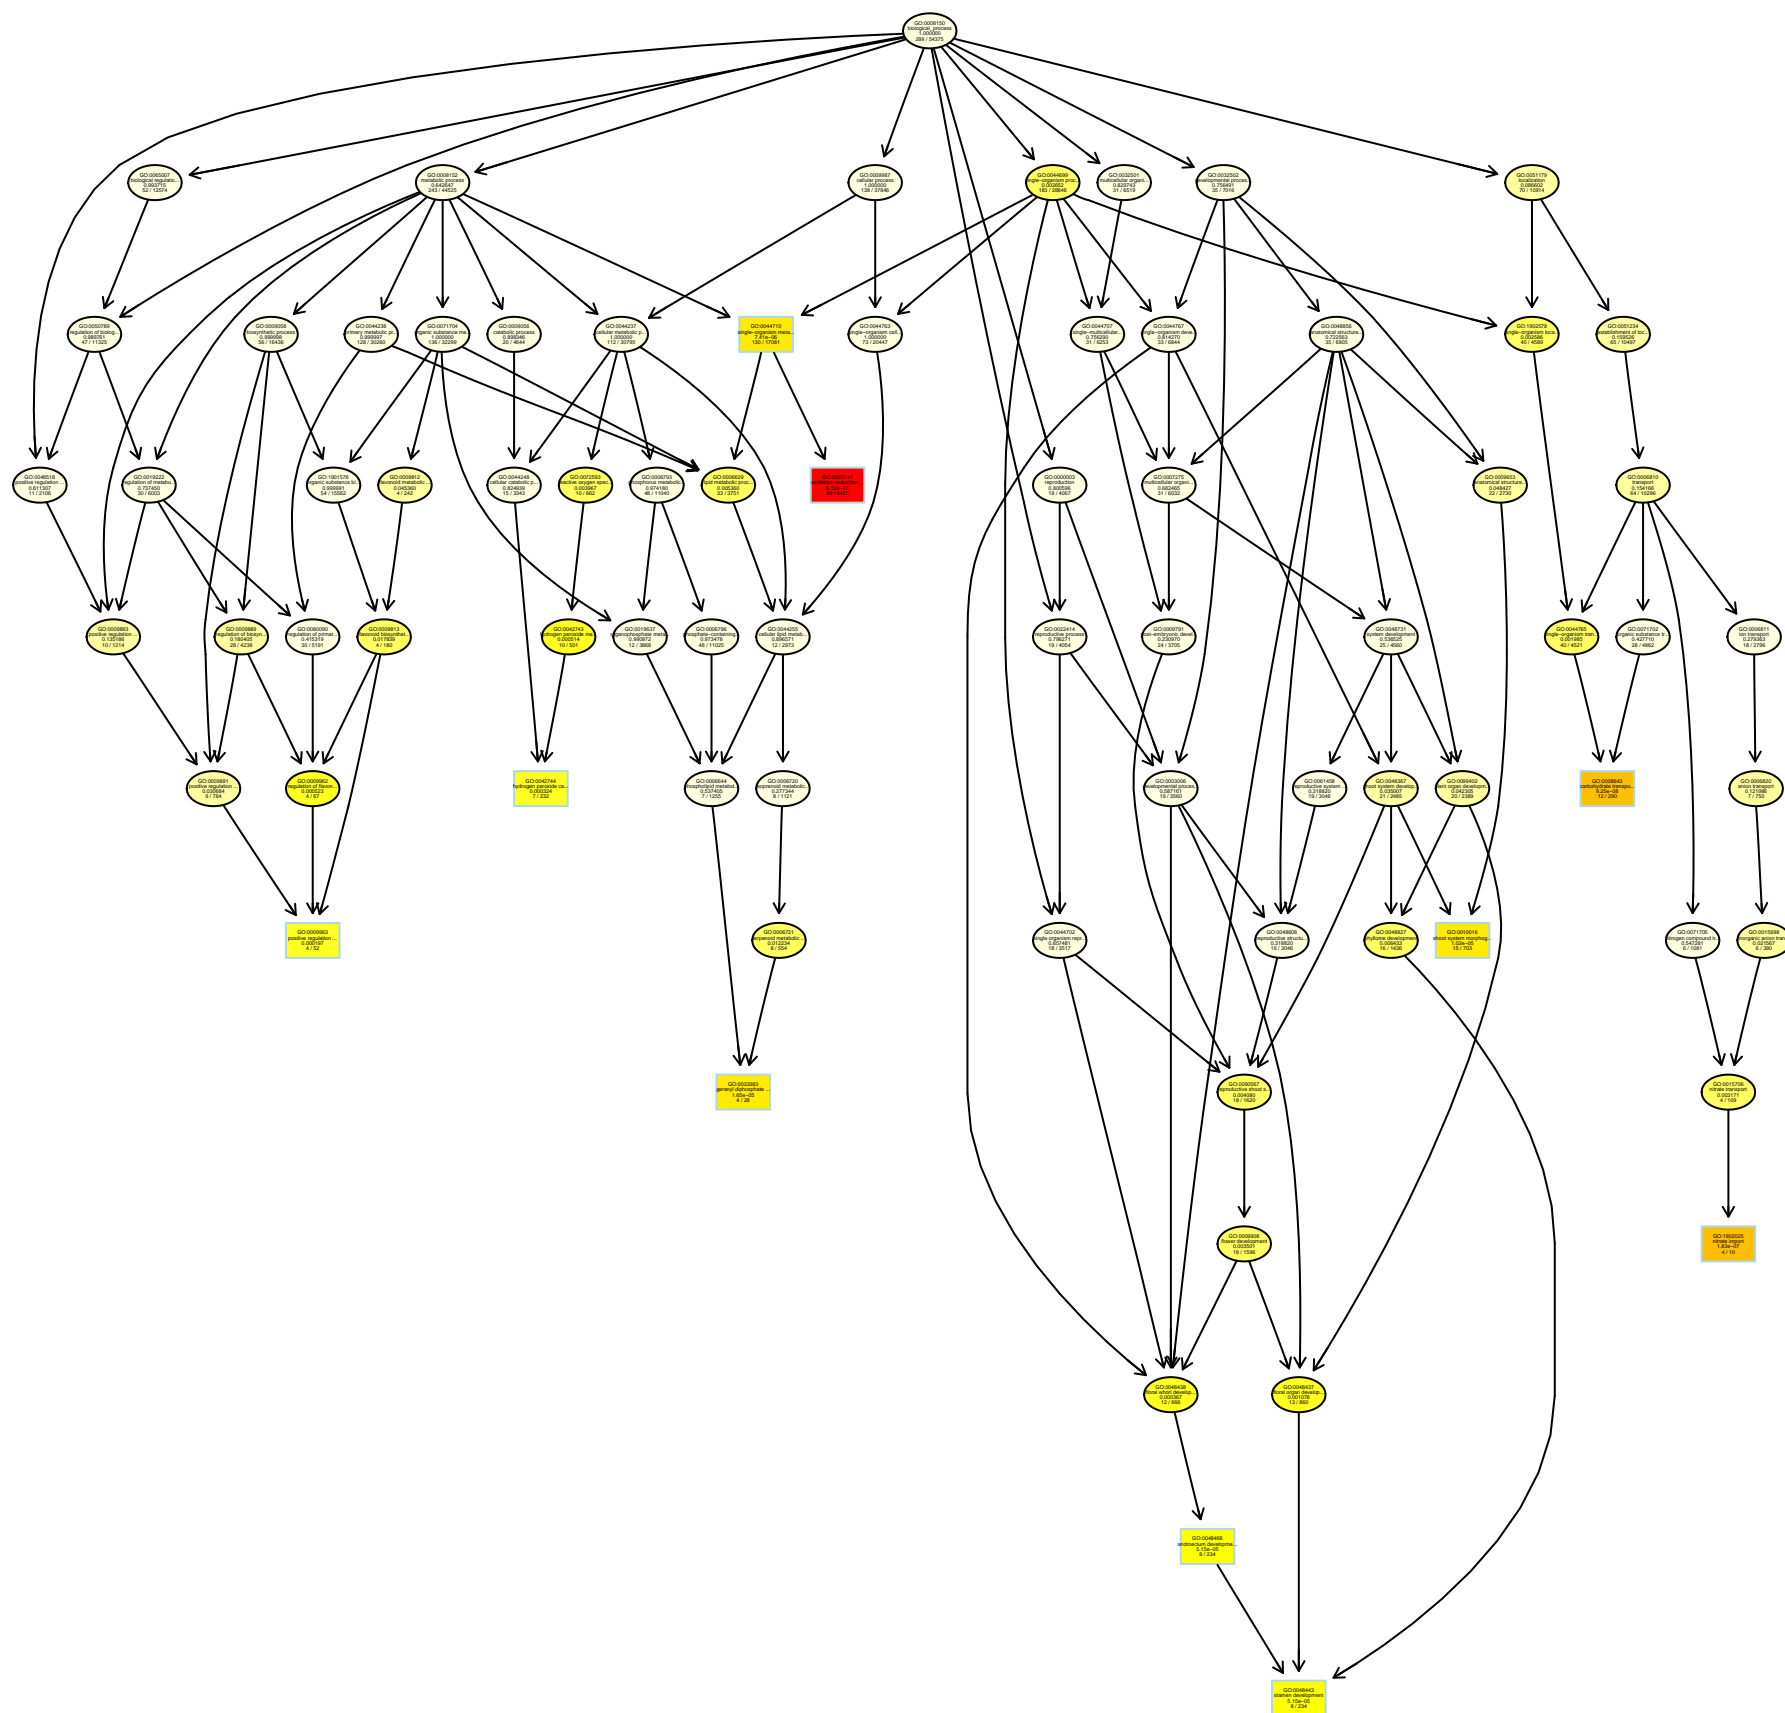 GO:0008150
biological_process
1.000000
299 / 54375
GO:0065007
biological regulatio...
0.993715
52 / 12574
GO:0008152
metabolic process
0.642647
243 / 44525
GO:0009987
cellular process
1.000000
138 / 37846
GO:0044699
single−organism proc...
0.002652
183 / 28846
GO:0032501
multicellular organi...
0.829743
31 / 6519
GO:0032502
developmental proces...
0.756491
35 / 7016
GO:0051179
localization
0.086602
70 / 10914
GO:0050789
regulation of biolog...
0.989761
47 / 11325
GO:0009058
biosynthetic process
0.999998
56 / 16436
GO:0044238
primary metabolic pr...
0.999997
128 / 30260
GO:0071704
organic substance me...
1.000000
136 / 32299
GO:0009056
catabolic process
0.898346
20 / 4644
GO:0044237
cellular metabolic p...
1.000000
112 / 30795
GO:0044710
single−organism meta...
7.41e−06
130 / 17081
GO:0044763
single−organism cell...
1.000000
73 / 20447
GO:0044707
single−multicellular...
0.754090
31 / 6253
GO:0044767
single−organism deve...
0.814270
33 / 6844
GO:0048856
anatomical structure...
0.722563
35 / 6905
GO:1902578
single−organism loca...
0.002586
40 / 4589
GO:0051234
establishment of loc...
0.159526
65 / 10497
GO:0048518
positive regulation ...
0.611307
11 / 2106
GO:0019222
regulation of metabo...
0.737450
30 / 6003
GO:1901576
organic substance bi...
0.999991
54 / 15562
GO:0009812
flavonoid metabolic ...
0.045360
4 / 242
GO:0044248
cellular catabolic p...
0.824939
15 / 3343
GO:0072593
reactive oxygen spec...
0.003967
10 / 662
GO:0006793
phosphorus metabolic...
0.974180
48 / 11040
GO:0006629
lipid metabolic proc...
0.005360
33 / 3751
GO:0055114
GO:0000003
reproduction
0.800596
19 / 4067
GO:0007275
multicellular organi...
0.682465
31 / 6032
GO:0009653
anatomical structure...
0.048427
22 / 2730
GO:0006810
transport
0.154166
64 / 10296
GO:0009893
positive regulation ...
0.135186
10 / 1214
GO:0009889
regulation of biosyn...
0.180405
28 / 4238
GO:0080090
regulation of primar...
0.415319
30 / 5191
GO:0009813
flavonoid biosynthet...
0.017839
4 / 180
GO:0042743
hydrogen peroxide me...
0.000514
10 / 501
GO:0019637
organophosphate metab...
0.990972
12 / 3868
GO:0006796
phosphate−containing...
0.973478
48 / 11025
GO:0044255
cellular lipid metab...
0.896571
12 / 2973
GO:0022414
reproductive process
0.796271
19 / 4054
GO:0009791
post−embryonic devel...
0.230970
24 / 3705
GO:0048731
system development
0.536525
25 / 4560
GO:0044765
single−organism tran...
0.001985
40 / 4521
GO:0071702
organic substance tr...
0.427710
28 / 4862
GO:0006811
ion transport
0.279363
18 / 2796
GO:0009891
positive regulation ...
0.030684
9 / 784
GO:0009962
regulation of flavon...
0.000523
4 / 67
GO:0042744
hydrogen peroxide ca...
0.000324
7 / 232
GO:0006644
phospholipid metabol...
0.537405
7 / 1255
GO:0006720
isoprenoid metabolic...
0.277344
8 / 1121
GO:0003006
developmental proces...
0.587161
19 / 3560
GO:0061458
reproductive system ...
0.318820
19 / 3046
GO:0048367
shoot system develop...
0.035007
21 / 2485
GO:0099402
plant organ developm...
0.042305
20 / 2389
GO:0008643
carbohydrate transpo...
9.25e−08
12 / 290
GO:0006820
anion transport
0.121986
7 / 750
GO:0009963
positive regulation ...
0.000197
4 / 52
GO:0006721
terpenoid metabolic ...
0.012234
8 / 554
GO:0044702
single organism repr...
0.657481
18 / 3517
GO:0048608
reproductive structu...
0.318820
19 / 3046
GO:0048827
phyllome development
0.006433
16 / 1436
GO:0010016
shoot system morphog...
1.02e−05
15 / 703
GO:0071705
nitrogen compound tr...
0.547281
6 / 1081
GO:0015698
inorganic anion tran
0.021567
6 / 390
GO:0033383
geranyl diphosphate ...
1.65e−05
4 / 28
GO:0090567
reproductive shoot s...
0.004080
18 / 1620
GO:0015706
nitrate transport
0.003171
4 / 109
GO:0009908
flower development
0.003501
18 / 1596
GO:1902025
nitrate import
1.83e−07
4 / 10
GO:0048438
floral whorl develop...
0.000367
12 / 686
GO:0048437
floral organ develop...
0.001078
13 / 860
GO:0048466
androecium developme...
5.15e−05
8 / 234
GO:0048443
stamen development
5.15e−05
8 / 234